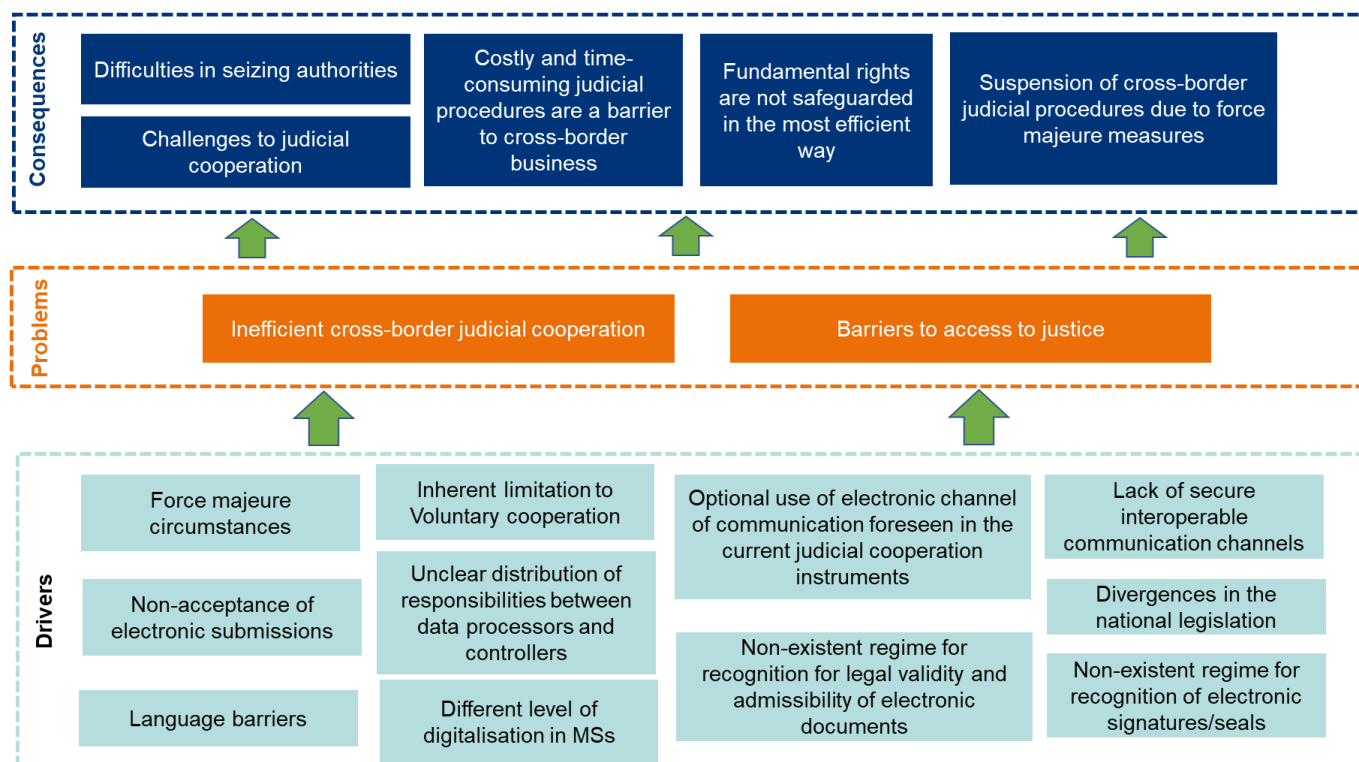 Consequences
Difficulties in seizing authorities
Challenges to judicial
cooperation
Costly and time-
consuming judicial
procedures are a barrier
to cross-border
business
Fundamental rights
are not safeguarded
in the most efficient
way
Suspension of cross-border
judicial procedures due to force
majeure measures
Problems
Inefficient cross-border judicial cooperation
Barriers to access to justice
Drivers
Force majeure
circumstances
Non-acceptance of
electronic submissions
Language barriers
Inherent limitation to
Voluntary cooperation
Unclear distribution of
responsibilities between
data processors and
controllers
Different level of
digitalisation in MSs
Optional use of electronic channel
of communication foreseen in the
current judicial cooperation
instruments
Non-existent regime for
recognition for legal validity and
admissibility of electronic
documents
Lack of secure
interoperable
communication channels
Divergences in the
national legislation
Non-existent regime for
recognition of electronic
signatures/seals